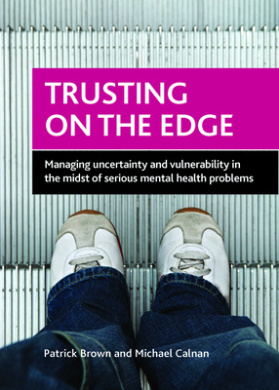 TRUSTING
ON THE EDGE
Managing uncertainty and vulnerability in
the midst of serious mental health problems
Patrick Brown and Michael Calnan